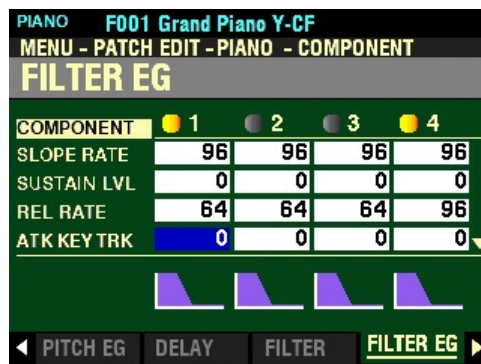 PIANO F001 Grand Piano Y-CF
MENU - PATCH EDIT - PIANO - COMPONENT
FILTER EG
COMPONENT 1 2 3 4
SLOPE RATE 96 96 96 96
SUSTAIN LVL 0 0 0 0
REL RATE 64 64 64 96
ATK KEY TRK 0 0 0 0
PITCH EG DELAY FILTER FILTER EG